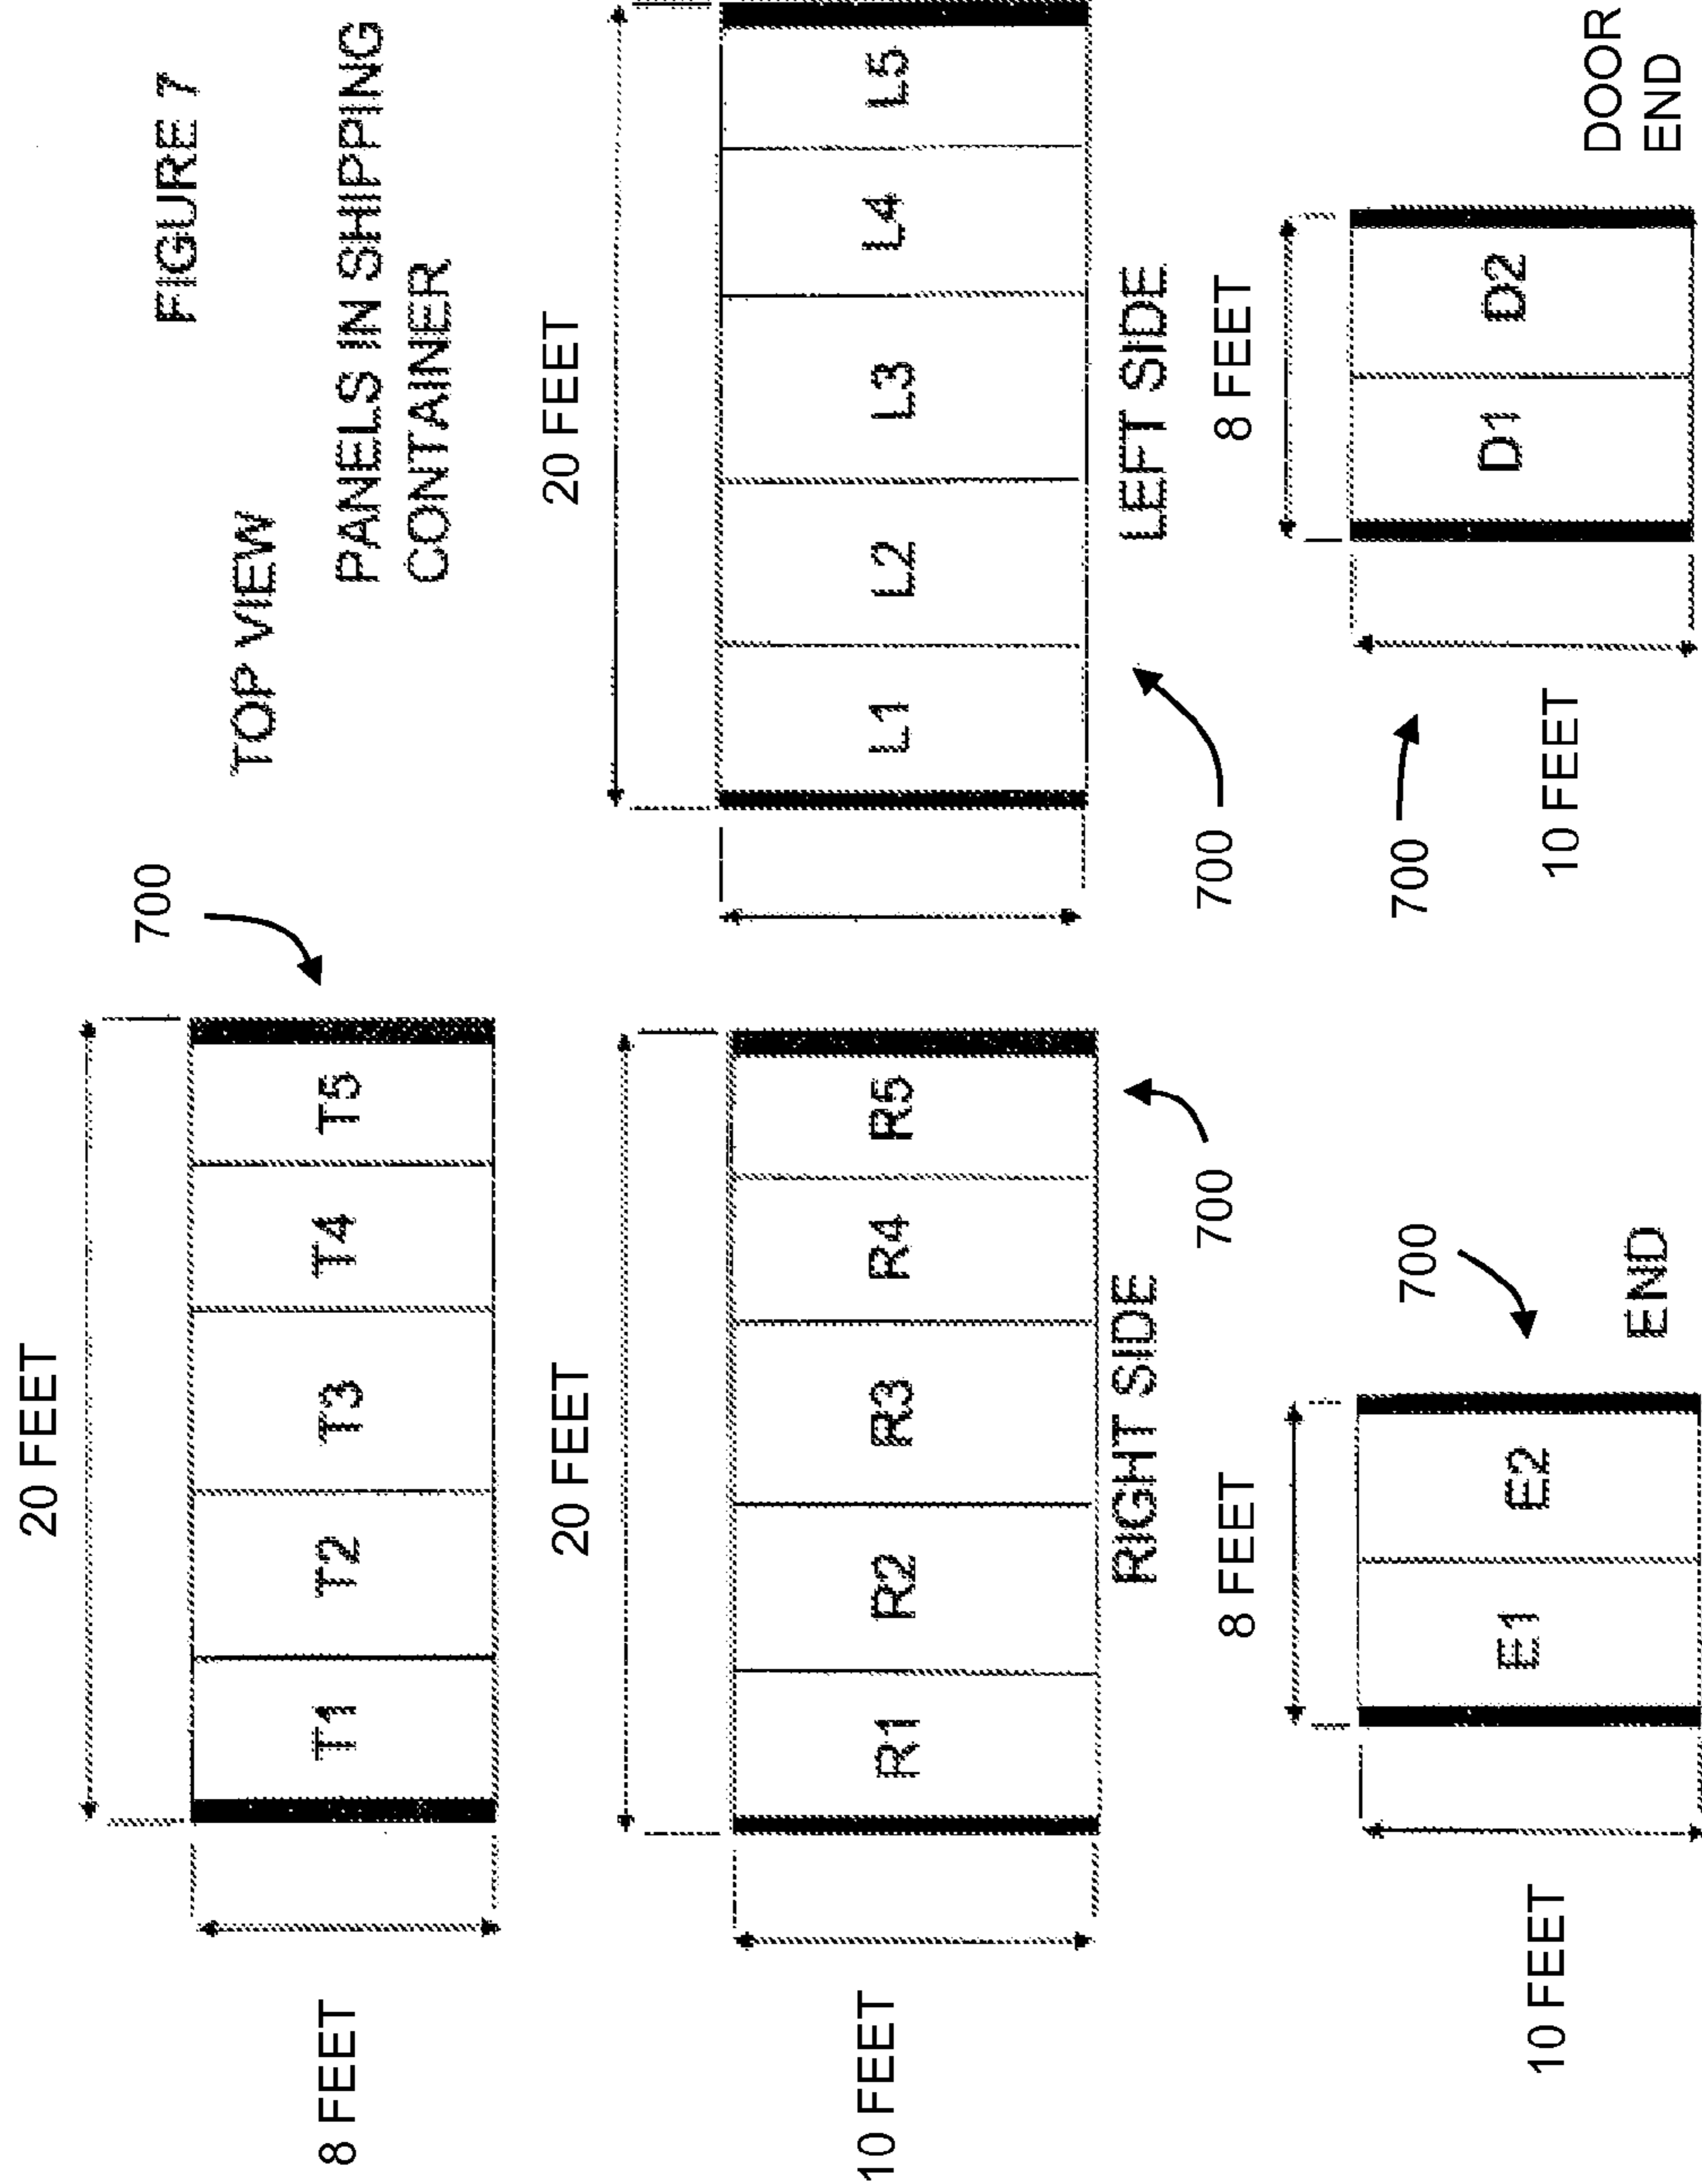 FIGURE 7
TOP VIEW
PANELS IN SHIPPING
CONTAINER
20 FEET
700
8 FEET
T1 T2 T3 T4 T5
20 FEET
10 FEET
R1 R2 R3 R4 R5
RIGHT SIDE
700
20 FEET
L1 L2 L3 L4 L5
LEFT SIDE
700
8 FEET
700
10 FEET
E1 E2
END
8 FEET
700
10 FEET
D1 D2
DOOR
END